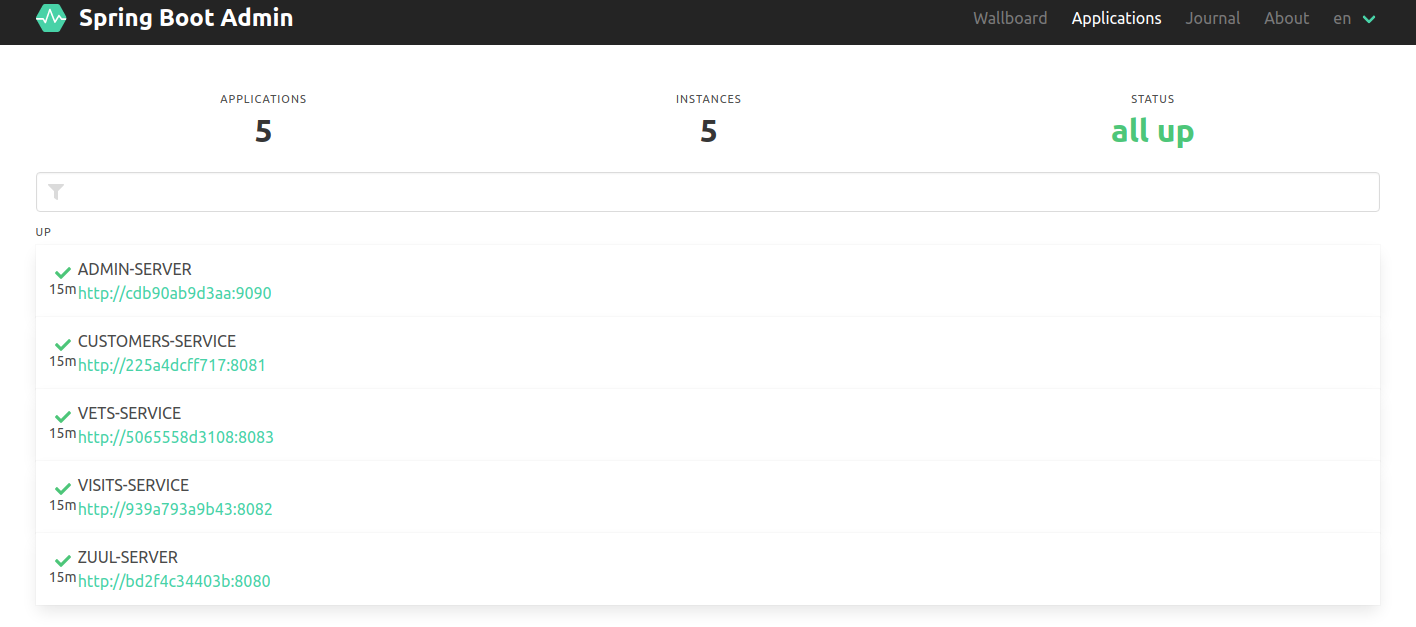 Spring Boot Admin
Wallboard Applications Journal About en
APPLICATIONS INSTANCES STATUS
5 5 all up
UP
ADMIN-SERVER
15m http://cdb90ab9d3aa:9090
CUSTOMERS-SERVICE
15m http://225a4dcff717:8081
VETS-SERVICE
15m http://5065558d3108:8083
VISITS-SERVICE
15m http://939a793a9b43:8082
ZUUL-SERVER
15m http://bd2f4c34403b:8080